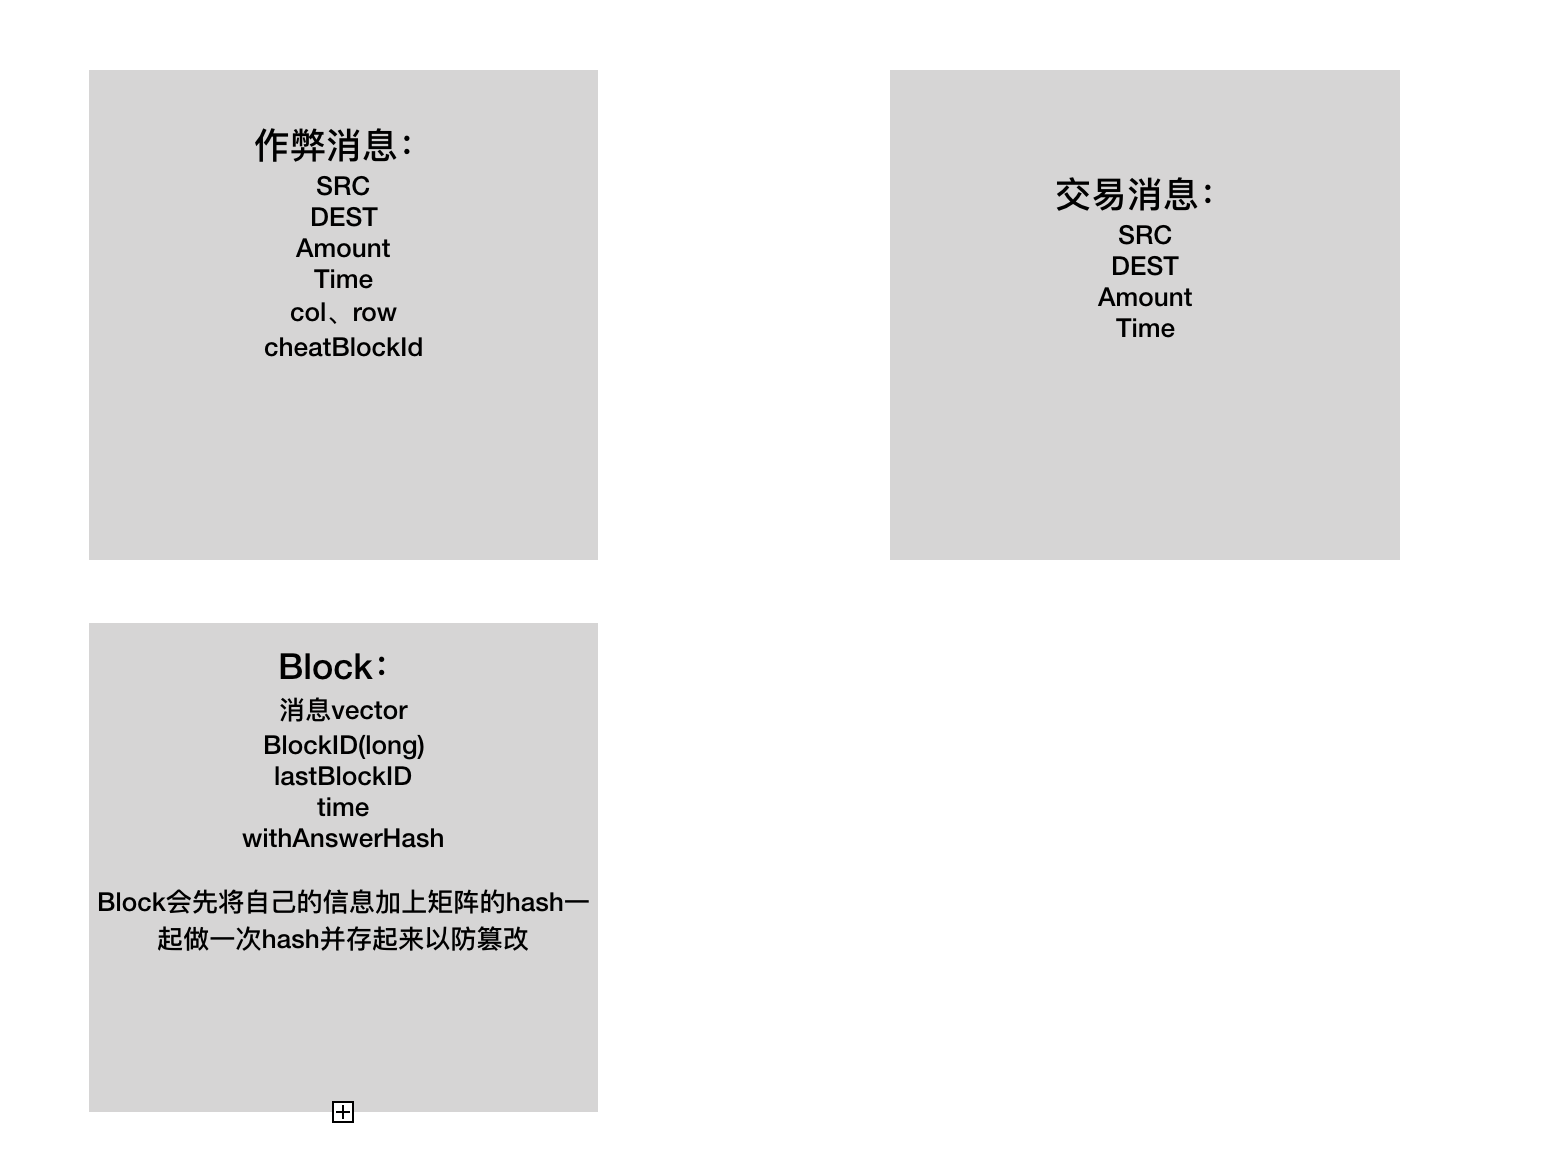 作弊消息：
SRC
DEST
Amount
Time
col、row
cheatBlockId
交易消息：
SRC
DEST
Amount
Time
Block：
消息vector
BlockID(long)
lastBlockID
time
withAnswerHash
Block会先将自己的信息加上矩阵的hash一
起做一次hash并存起来以防篡改